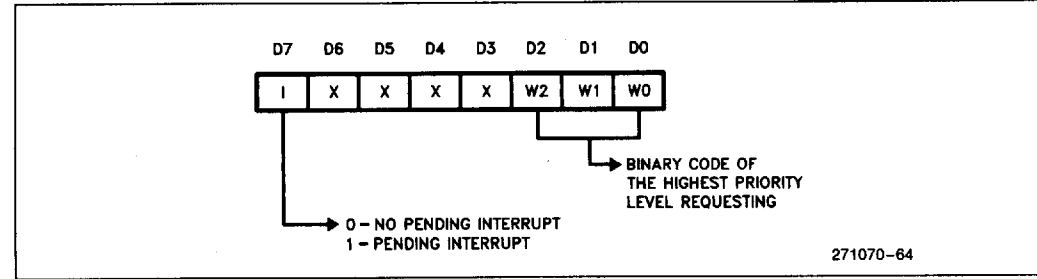 D7 D6 D5 D4 D3 D2 D1 D0
I X X X X W2 W1 W0
BINARY CODE OF
THE HIGHEST PRIORITY
LEVEL REQUESTING
0 – NO PENDING INTERRUPT
1 – PENDING INTERRUPT
271070–64